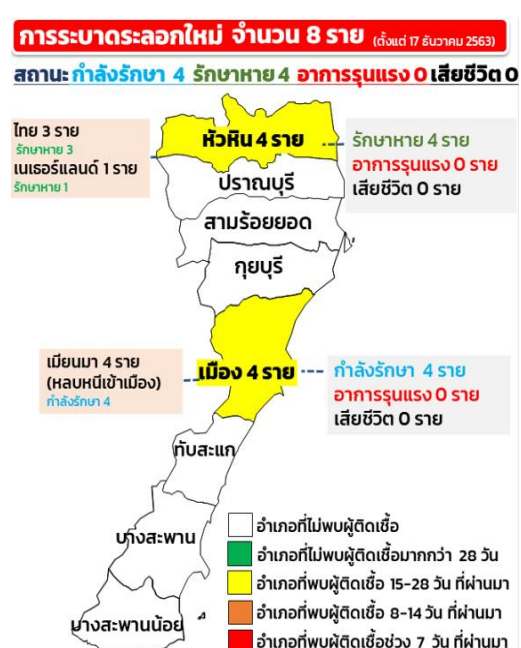 การระบาดระลอกใหม่ จำนวน 8 ราย (ตั้งแต่ 17 ธันวาคม 2563)
สถานะ กำลังรักษา 4 รักษาหาย 4 อาการรุนแรง 0 เสียชีวิต 0
ไทย 3 ราย
รักษาหาย 3
เนเธอร์แลนด์ 1 ราย
รักษาหาย 1
หัวหิน 4 ราย
รักษาหาย 4 ราย
อาการรุนแรง 0 ราย
เสียชีวิต 0 ราย
ปราณบุรี
สามร้อยยอด
กุยบุรี
เมียนมา 4 ราย
(หลบหนีเข้าเมือง)
กำลังรักษา 4
เมือง 4 ราย
กำลังรักษา 4 ราย
อาการรุนแรง 0 ราย
เสียชีวิต 0 ราย
ทับสะแก
บางสะพาน
บางสะพานน้อย
อำเภอที่ไม่พบผู้ติดเชื้อ
อำเภอที่ไม่พบผู้ติดเชื้อมากกว่า 28 วัน
อำเภอที่พบผู้ติดเชื้อ 15-28 วัน ที่ผ่านมา
อำเภอที่พบผู้ติดเชื้อ 8-14 วัน ที่ผ่านมา
อำเภอที่พบผู้ติดเชื้อช่วง 7 วัน ที่ผ่านมา